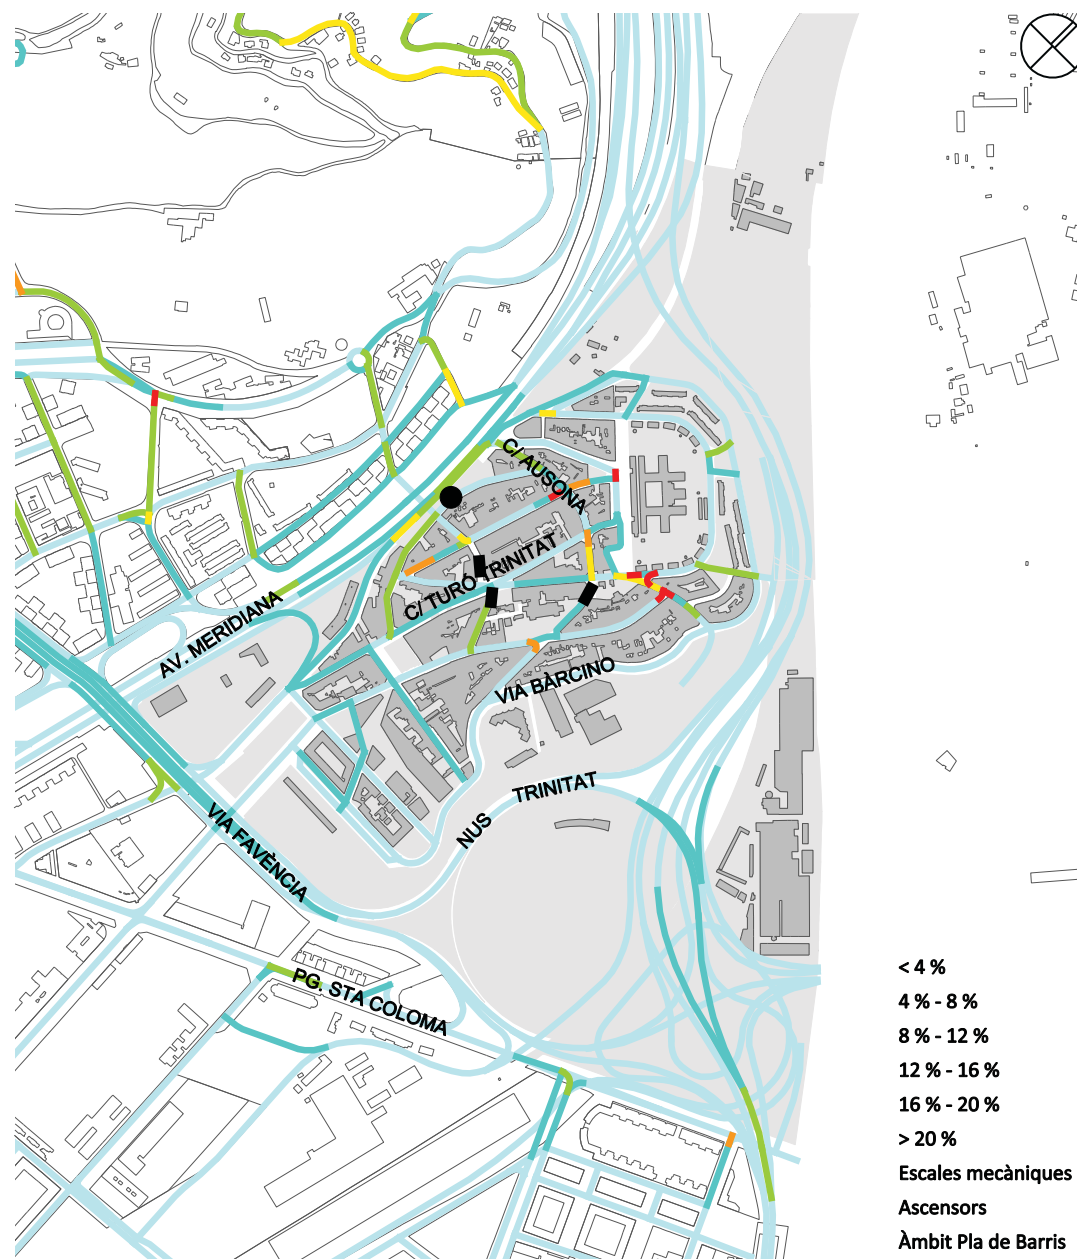 C/ AUSONA
C/ TURÓ TRINITAT
AV. MERIDIANA
VIA BÀRCINO
NUS
TRINITAT
VIA FAVÈNCIA
PG. STA COLOMA
< 4 %
4 % - 8 %
8 % - 12 %
12 % - 16 %
16 % - 20 %
> 20 %
Escales mecàniques
Ascensors
Àmbit Pla de Barris